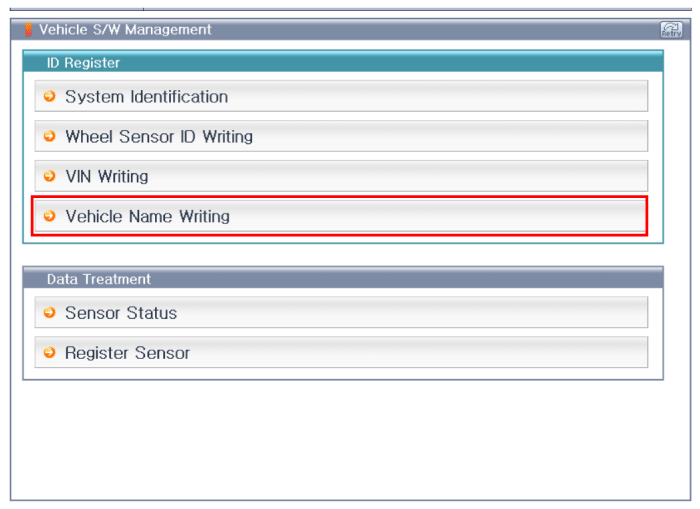 Vehicle S/W Management
Retry
ID Register
System Identification
Wheel Sensor ID Writing
VIN Writing
Vehicle Name Writing
Data Treatment
Sensor Status
Register Sensor